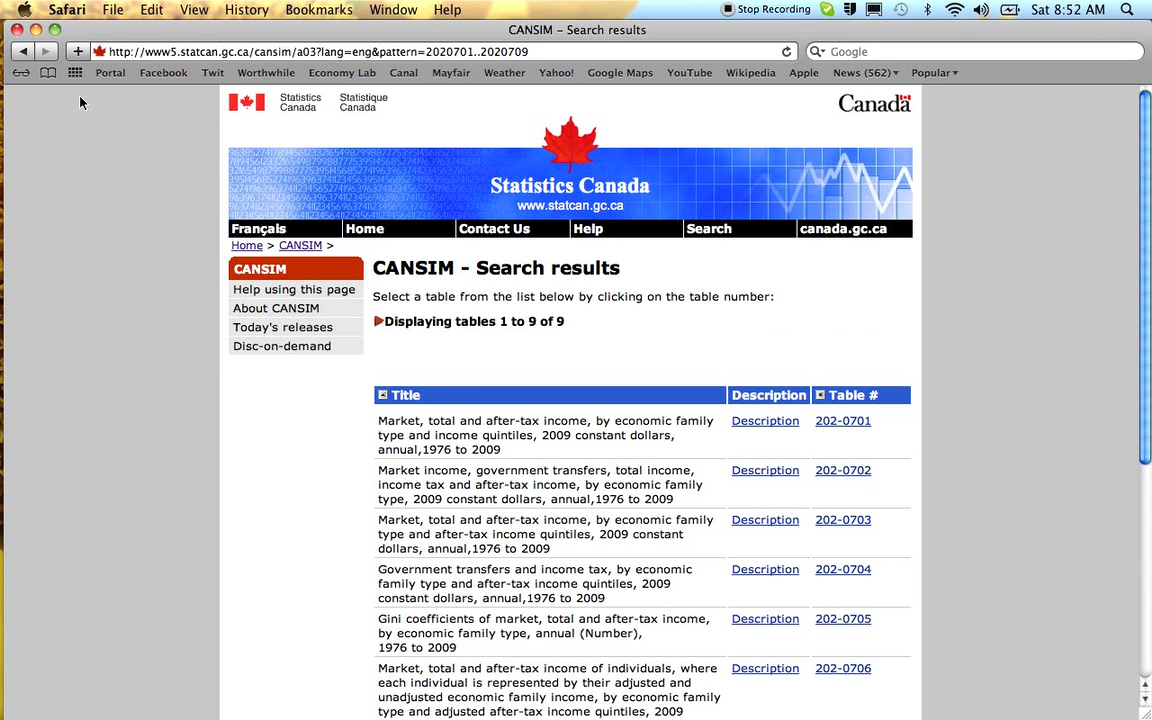 Safari File Edit View History Bookmarks Window Help Stop Recording Sat 8:52 AM
CANSIM – Search results
http://www5.statcan.gc.ca/cansim/a03?lang=eng&pattern=2020701..2020709 Google
Portal Facebook Twit Worthwhile Economy Lab Canal Mayfair Weather Yahoo! Google Maps YouTube Wikipedia Apple News (562) Popular
Statistics Statistique
Canada Canada
Canada
Statistics Canada
www.statcan.gc.ca
Français Home Contact Us Help Search canada.gc.ca
Home > CANSIM >
CANSIM
Help using this page
About CANSIM
Today's releases
Disc-on-demand
CANSIM - Search results
Select a table from the list below by clicking on the table number:
Displaying tables 1 to 9 of 9
Title Description Table #
Market, total and after-tax income, by economic family Description 202-0701
type and income quintiles, 2009 constant dollars,
annual,1976 to 2009
Market income, government transfers, total income, Description 202-0702
income tax and after-tax income, by economic family
type, 2009 constant dollars, annual,1976 to 2009
Market, total and after-tax income, by economic family Description 202-0703
type and after-tax income quintiles, 2009 constant
dollars, annual,1976 to 2009
Government transfers and income tax, by economic Description 202-0704
family type and after-tax income quintiles, 2009
constant dollars, annual,1976 to 2009
Gini coefficients of market, total and after-tax income, Description 202-0705
by economic family type, annual (Number),
1976 to 2009
Market, total and after-tax income of individuals, where Description 202-0706
each individual is represented by their adjusted and
unadjusted economic family income, by economic family
type and adjusted after-tax income quintiles, 2009